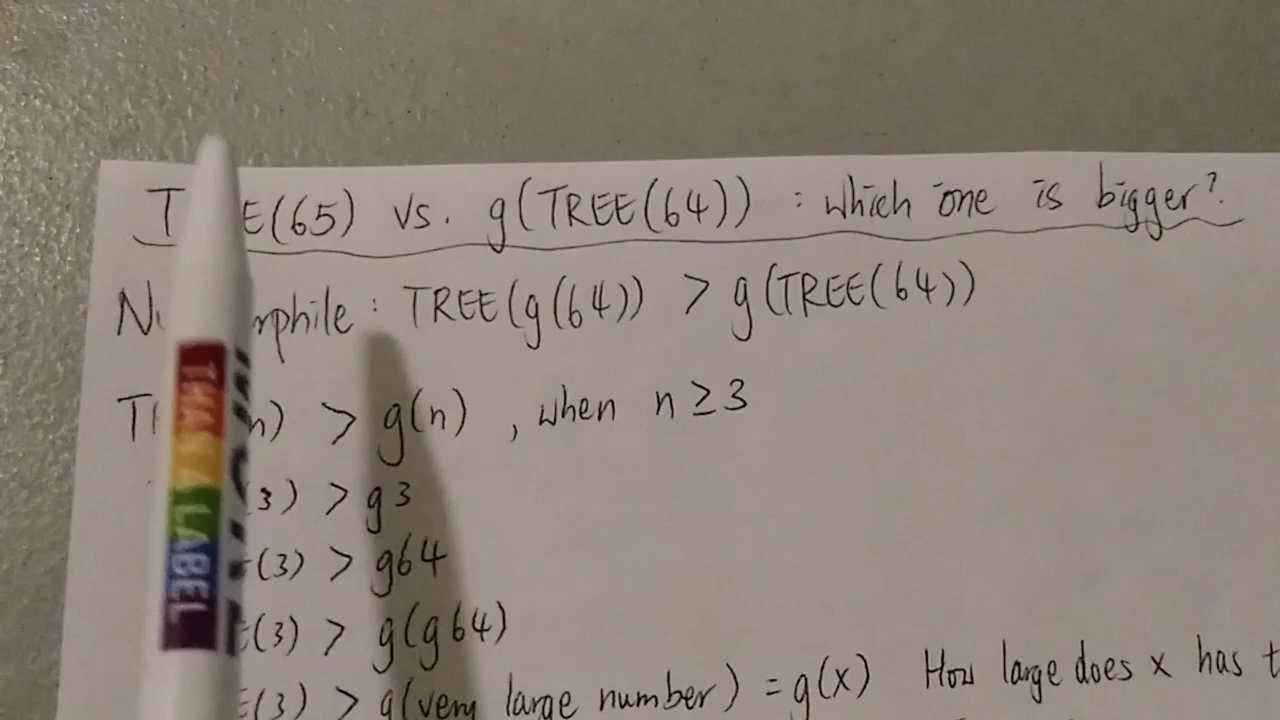 E(65) vs. g(TREE(64)) : which one is bigger?
: TREE(g(64)) > g(TREE(64))
n) > g(n) , when n ≥ 3
3) > g3
(3) > g64
E(3) > g(g64)
E(3) > g(very large number) = g(x) How large does x has t
THA A LABEL